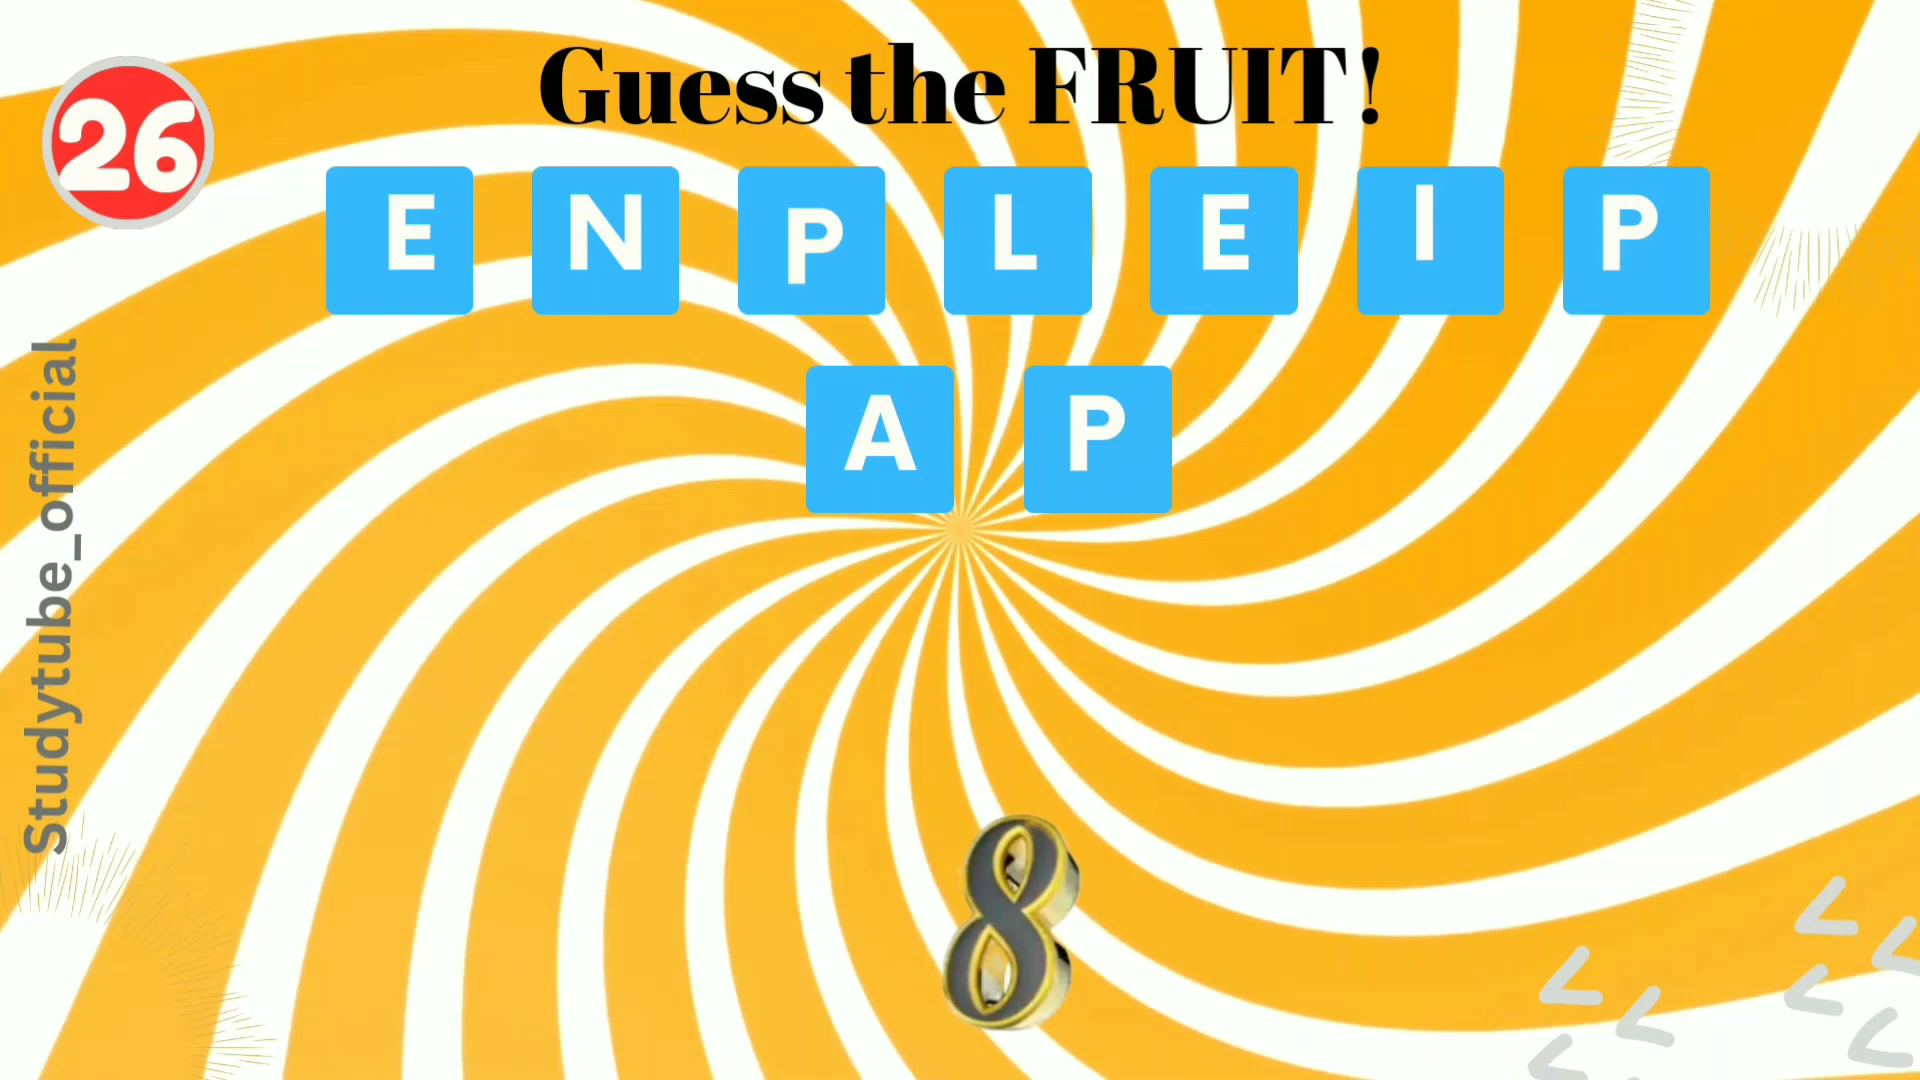 Guess the FRUIT!
26
E N P L E I P
A P
Studytube_official
8